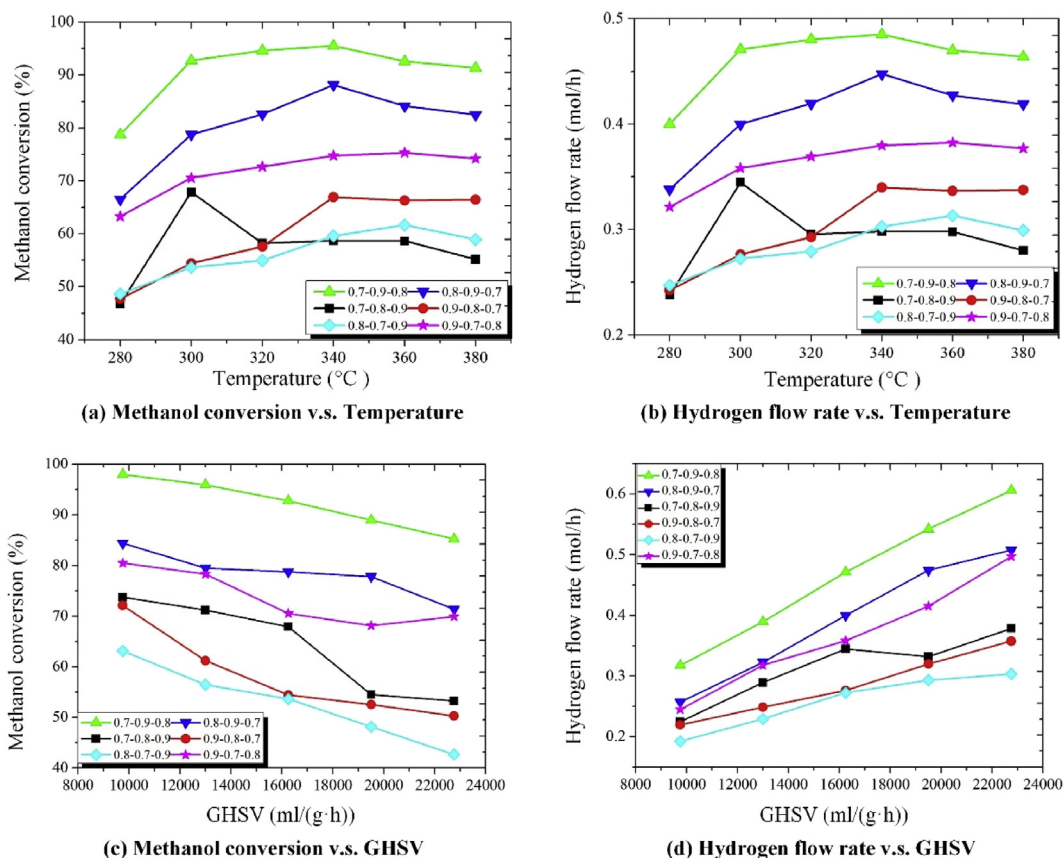 Methanol conversion (%)
100
95
90
85
80
75
70
65
60
55
50
45
40
280 300 320 340 360 380
0.7-0.9-0.8 0.8-0.9-0.7
0.7-0.8-0.9 0.9-0.8-0.7
0.8-0.7-0.9 0.9-0.7-0.8
Temperature (°C )
(a) Methanol conversion v.s. Temperature
Hydrogen flow rate (mol/h)
0.5
0.4
0.3
0.2
280 300 320 340 360 380
0.7-0.9-0.8 0.8-0.9-0.7
0.7-0.8-0.9 0.9-0.8-0.7
0.8-0.7-0.9 0.9-0.7-0.8
Temperature (°C )
(b) Hydrogen flow rate v.s. Temperature
Methanol conversion (%)
100
90
80
70
60
50
40
8000 10000 12000 14000 16000 18000 20000 22000 24000
0.7-0.9-0.8 0.8-0.9-0.7
0.7-0.8-0.9 0.9-0.8-0.7
0.8-0.7-0.9 0.9-0.7-0.8
GHSV (ml/(g·h))
(c) Methanol conversion v.s. GHSV
Hydrogen flow rate (mol/h)
0.6
0.5
0.4
0.3
0.2
0.7-0.9-0.8
0.8-0.9-0.7
0.7-0.8-0.9
0.9-0.8-0.7
0.8-0.7-0.9
0.9-0.7-0.8
8000 10000 12000 14000 16000 18000 20000 22000 24000
GHSV (ml/(g·h))
(d) Hydrogen flow rate v.s. GHSV